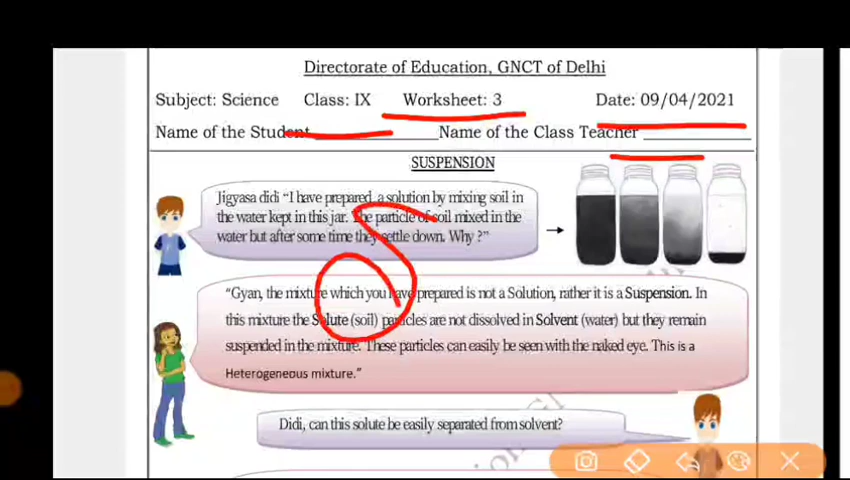 Directorate of Education, GNCT of Delhi
Subject: Science Class: IX Worksheet: 3 Date: 09/04/2021
Name of the Student______________Name of the Class Teacher ____________
SUSPENSION
Jigyasa didi "I have prepared a solution by mixing soil in
the water kept in this jar. The particle of soil mixed in the
water but after some time they settle down. Why ?"
"Gyan, the mixture which you have prepared is not a Solution, rather it is a Suspension. In
this mixture the Solute (soil) particles are not dissolved in Solvent (water) but they remain
suspended in the mixture. These particles can easily be seen with the naked eye. This is a
Heterogeneous mixture."
Didi, can this solute be easily separated from solvent?